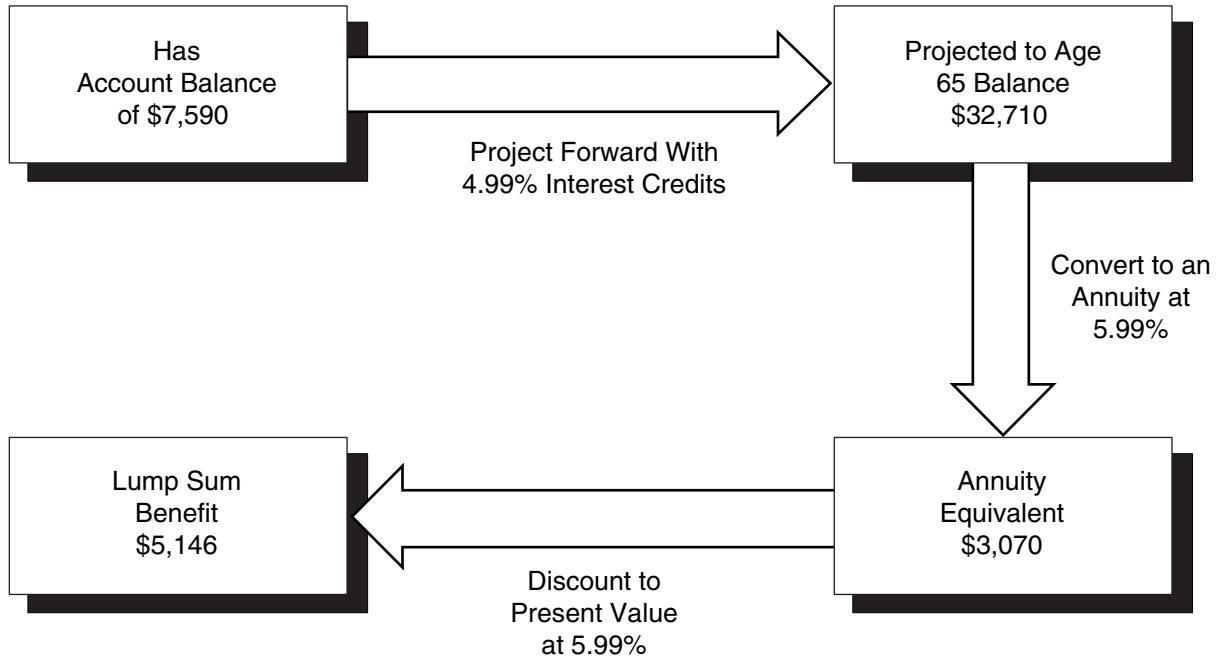 Has
Account Balance
of $7,590
Project Forward With
4.99% Interest Credits
Projected to Age
65 Balance
$32,710
Convert to an
Annuity at
5.99%
Annuity
Equivalent
$3,070
Discount to
Present Value
at 5.99%
Lump Sum
Benefit
$5,146